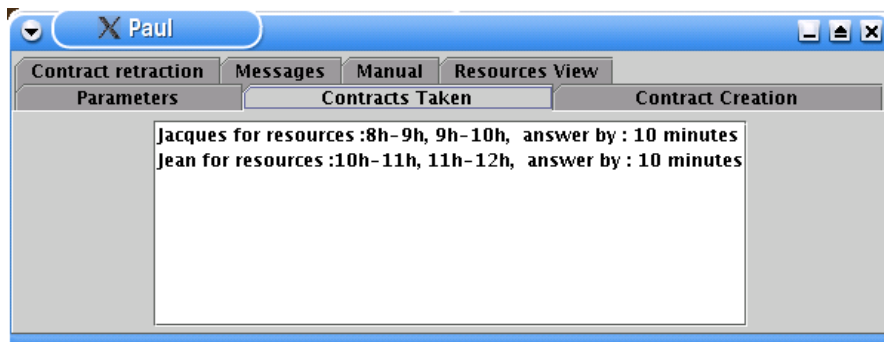 Paul
Contract retraction Messages Manual Resources View
Parameters Contracts Taken Contract Creation
Jacques for resources :8h-9h, 9h-10h, answer by : 10 minutes
Jean for resources :10h-11h, 11h-12h, answer by : 10 minutes